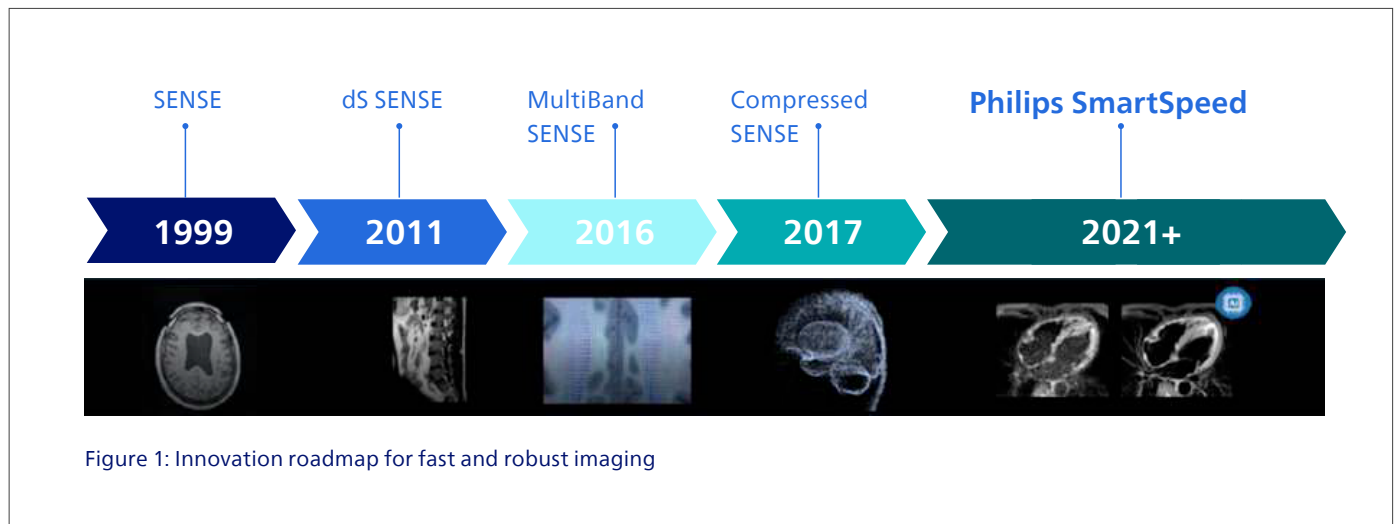 SENSE
dS SENSE
MultiBand
SENSE
Compressed
SENSE
Philips SmartSpeed
1999
2011
2016
2017
2021+
AI
Figure 1: Innovation roadmap for fast and robust imaging